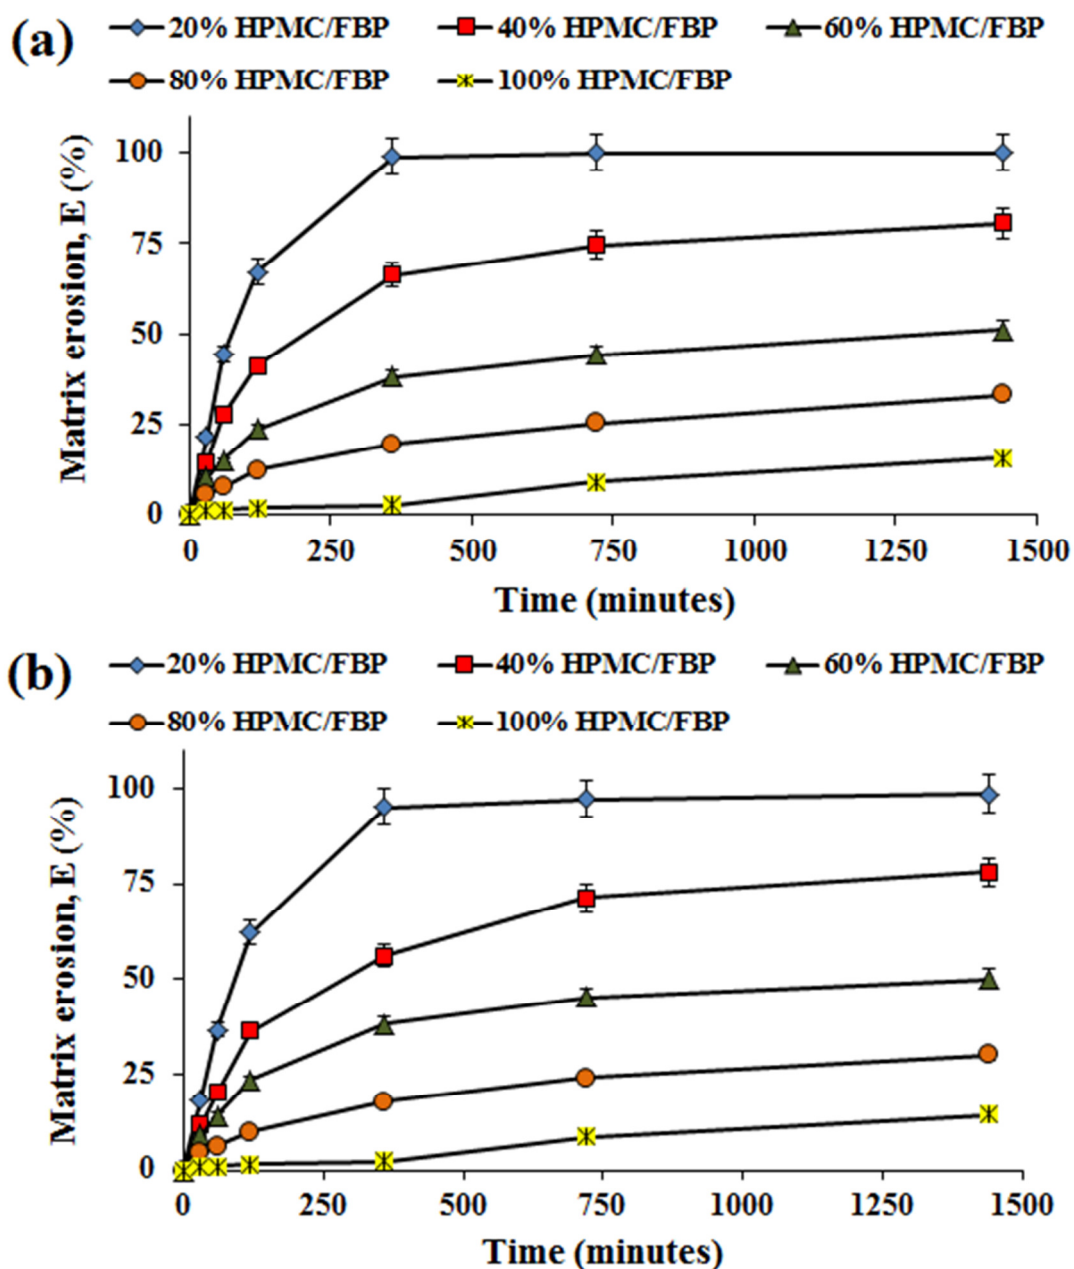 (a)
20% HPMC/FBP 40% HPMC/FBP 60% HPMC/FBP
80% HPMC/FBP 100% HPMC/FBP
Matrix erosion, E (%)
100
75
50
25
0
0 250 500 750 1000 1250 1500
Time (minutes)
(b)
20% HPMC/FBP 40% HPMC/FBP 60% HPMC/FBP
80% HPMC/FBP 100% HPMC/FBP
Matrix erosion, E (%)
100
75
50
25
0
0 250 500 750 1000 1250 1500
Time (minutes)